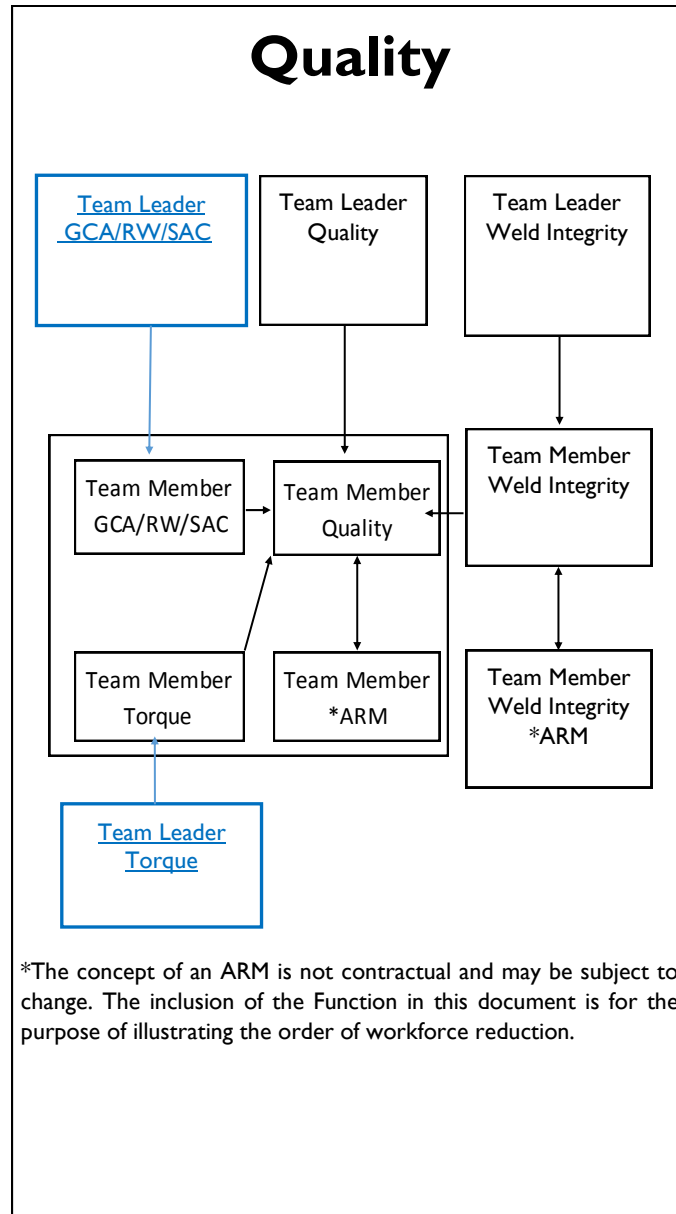 Quality
Team Leader
GCA/RW/SAC
Team Leader
Quality
Team Leader
Weld Integrity
Team Member
GCA/RW/SAC
Team Member
Quality
Team Member
Weld Integrity
Team Member
Torque
Team Member
*ARM
Team Member
Weld Integrity
*ARM
Team Leader
Torque
*The concept of an ARM is not contractual and may be subject to
change. The inclusion of the Function in this document is for the
purpose of illustrating the order of workforce reduction.